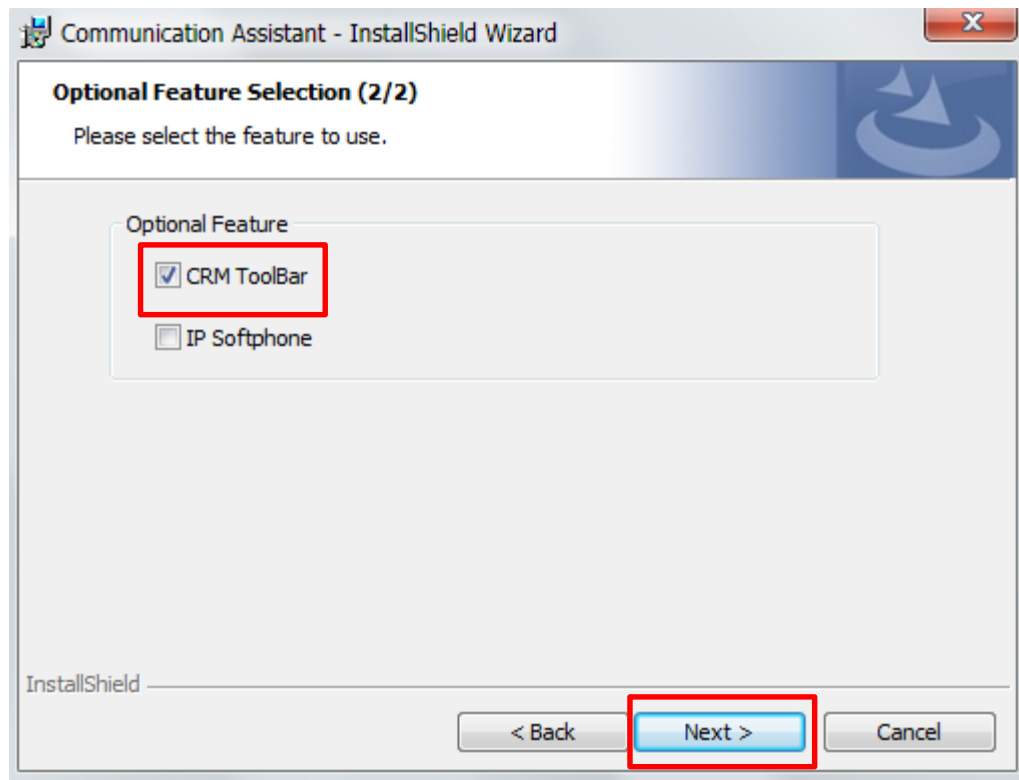 Communication Assistant - InstallShield Wizard
Optional Feature Selection (2/2)
Please select the feature to use.
Optional Feature
CRM ToolBar
IP Softphone
InstallShield
< Back Next > Cancel